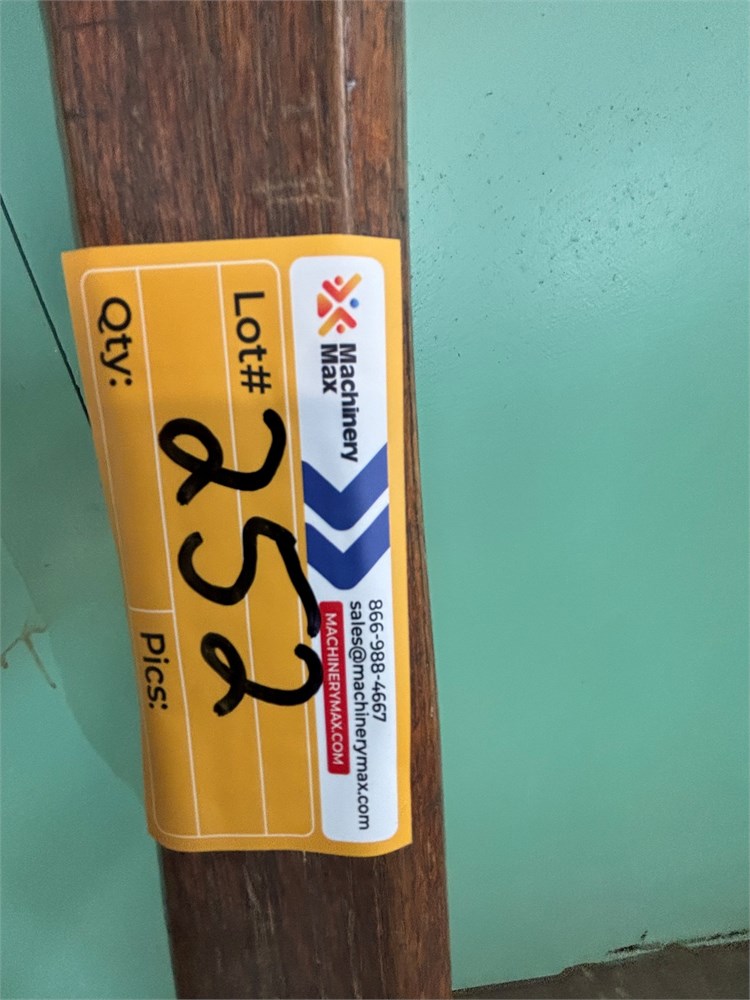 Machinery
Max
866-988-4667
sales@machinerymax.com
MACHINERYMAX.COM
Lot# 252
Qty:
Pics: